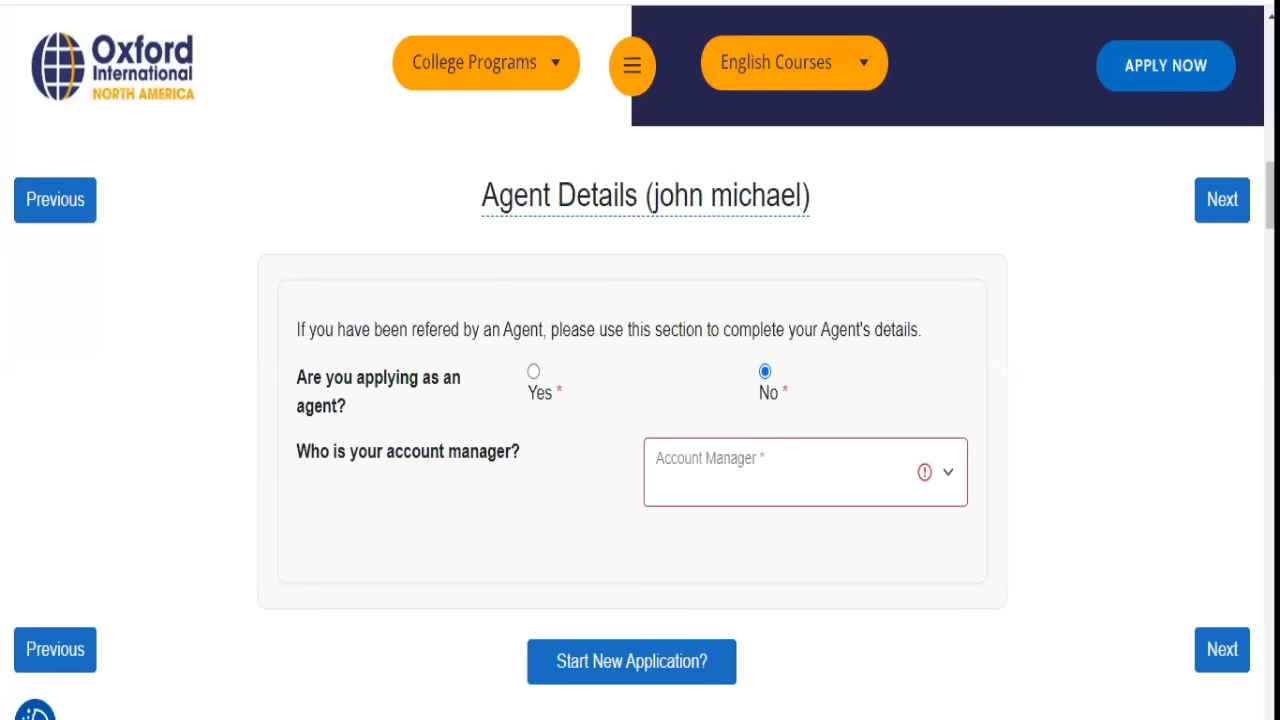 Oxford
International
NORTH AMERICA
College Programs
English Courses
APPLY NOW
Previous
Agent Details (john michael)
Next
If you have been refered by an Agent, please use this section to complete your Agent's details.
Are you applying as an
agent?
Yes *
No *
Who is your account manager?
Account Manager *
Previous
Start New Application?
Next